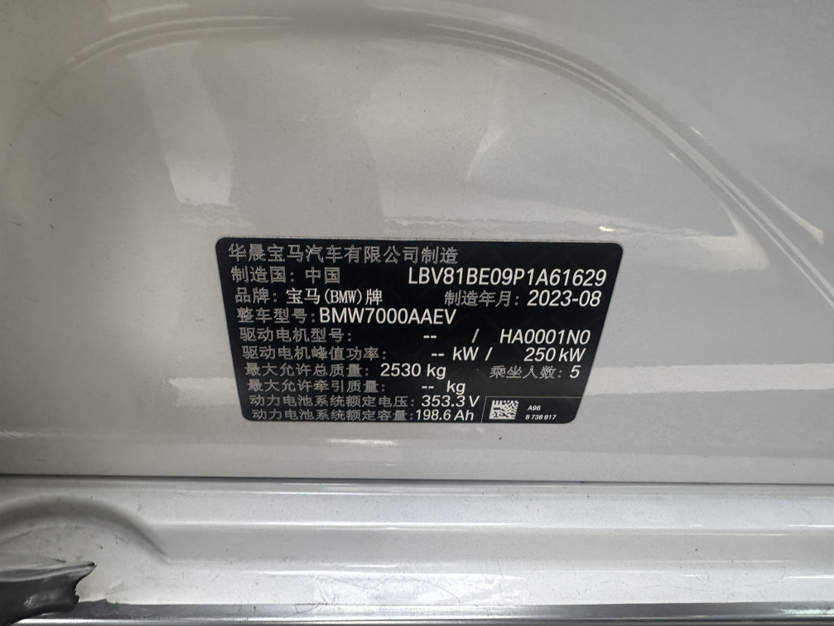 华晨宝马汽车有限公司制造
制造国：中国 LBV81BE09P1A61629
品牌：宝马(BMW)牌 制造年月：2023-08
整车型号：BMW7000AAEV
驱动电机型号： -- / HA0001N0
驱动电机峰值功率： -- kW / 250 kW
最大允许总质量：2530 kg 乘坐人数：5
最大允许牵引质量： -- kg
动力电池系统额定电压：353.3 V
动力电池系统额定容量：198.6 Ah
A96
8 738 817